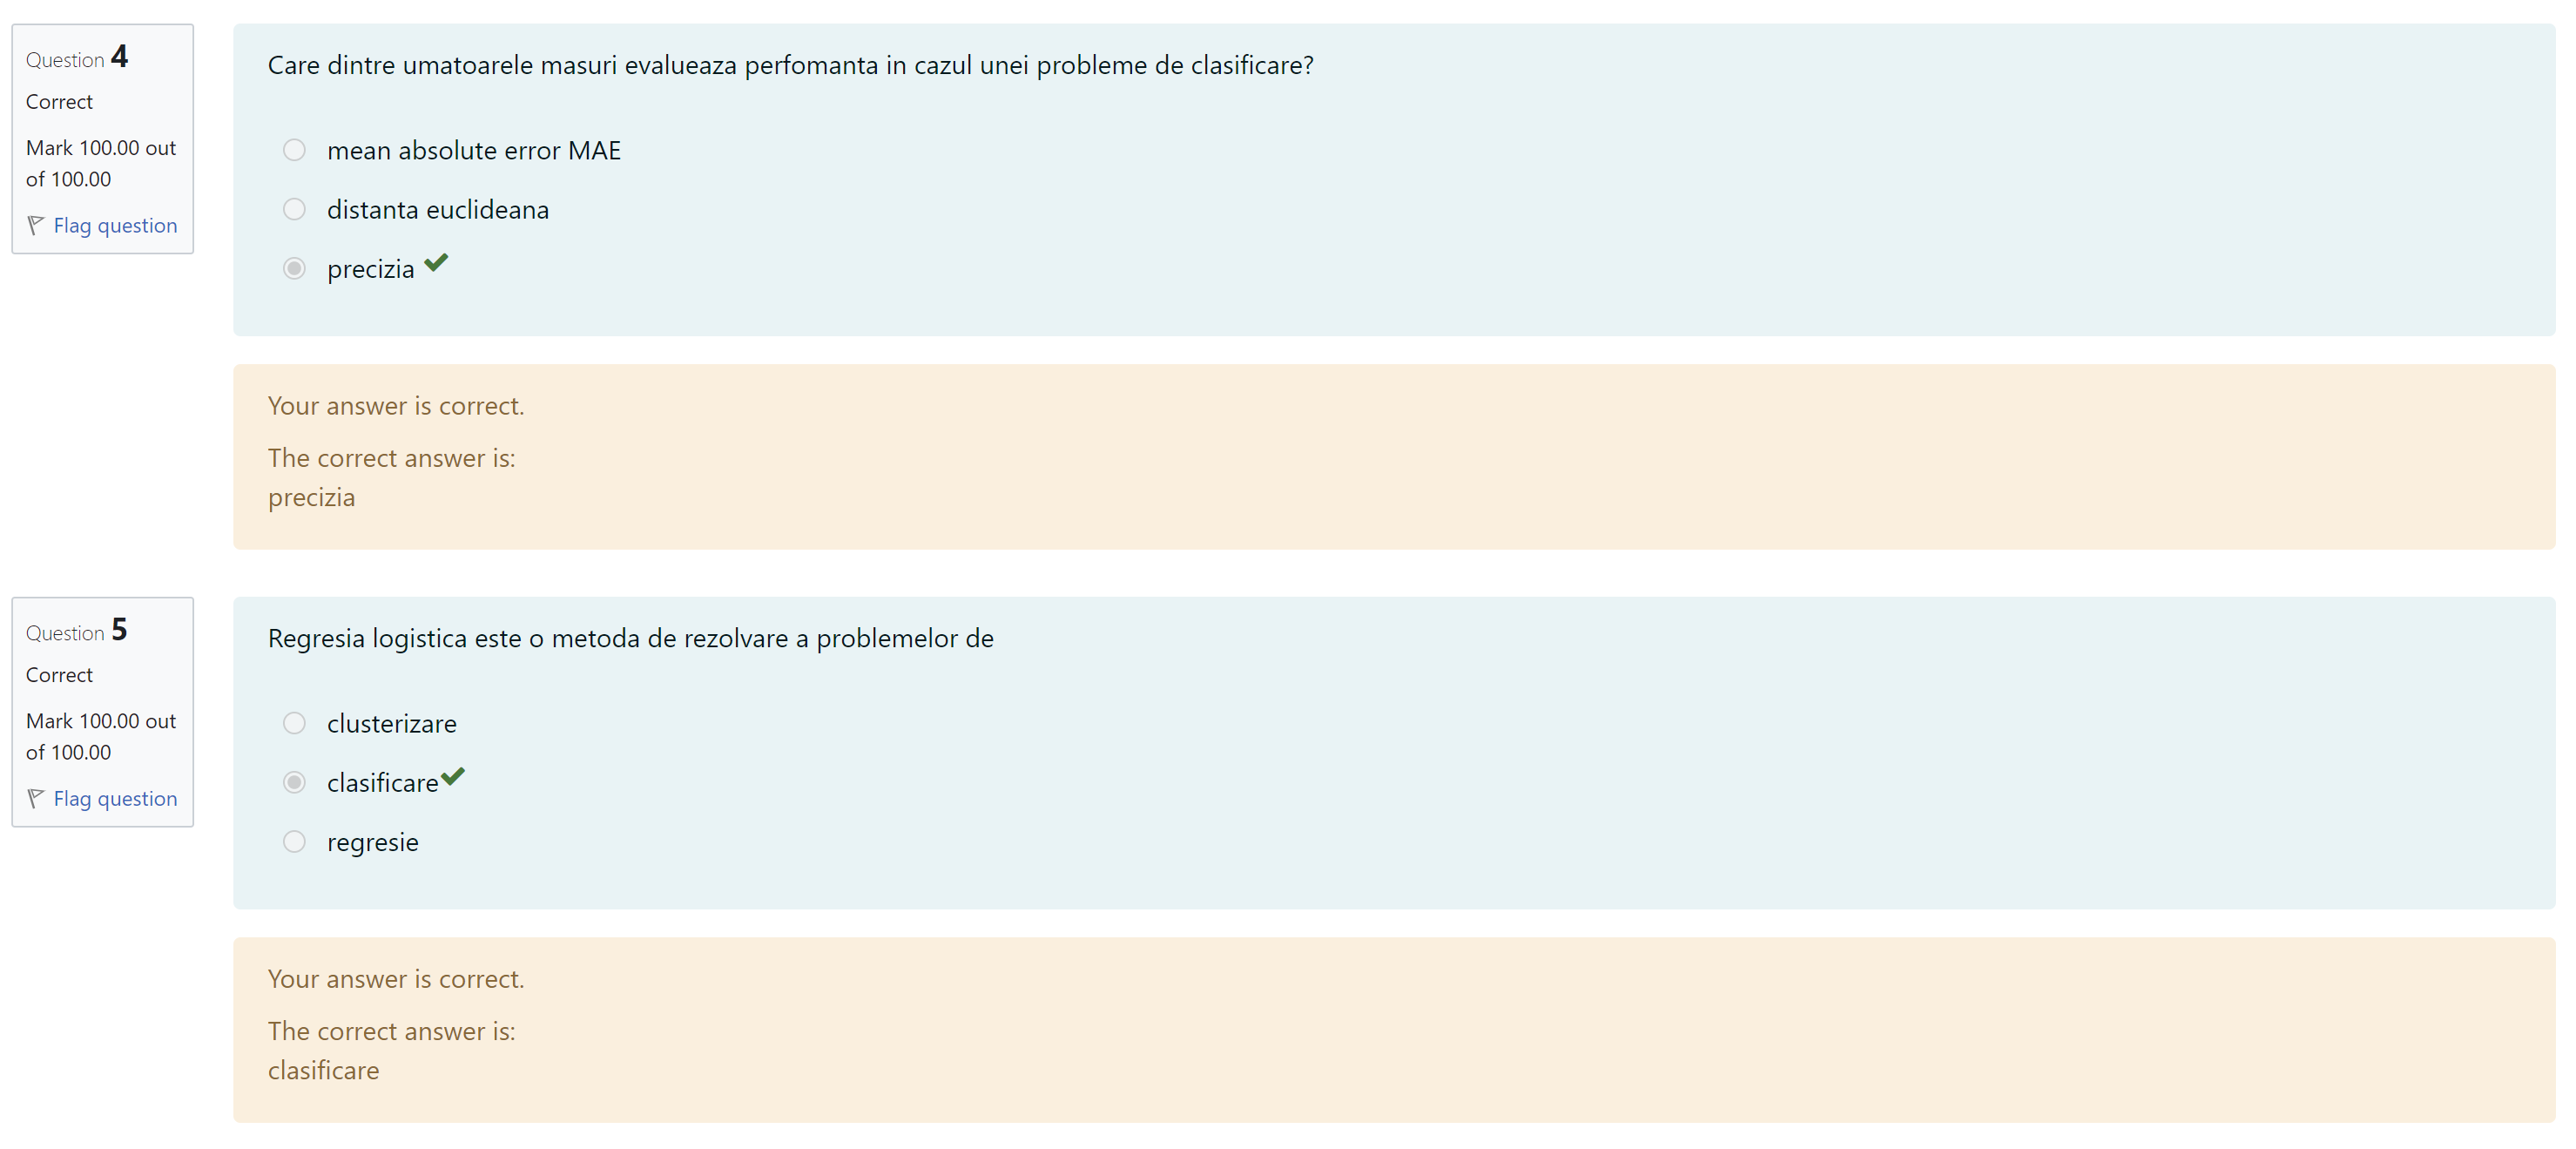 Question 4
Correct
Mark 100.00 out
of 100.00
Flag question
Care dintre umatoarele masuri evalueaza perfomanta in cazul unei probleme de clasificare?
mean absolute error MAE
distanta euclideana
precizia
Your answer is correct.
The correct answer is:
precizia
Question 5
Correct
Mark 100.00 out
of 100.00
Flag question
Regresia logistica este o metoda de rezolvare a problemelor de
clusterizare
clasificare
regresie
Your answer is correct.
The correct answer is:
clasificare